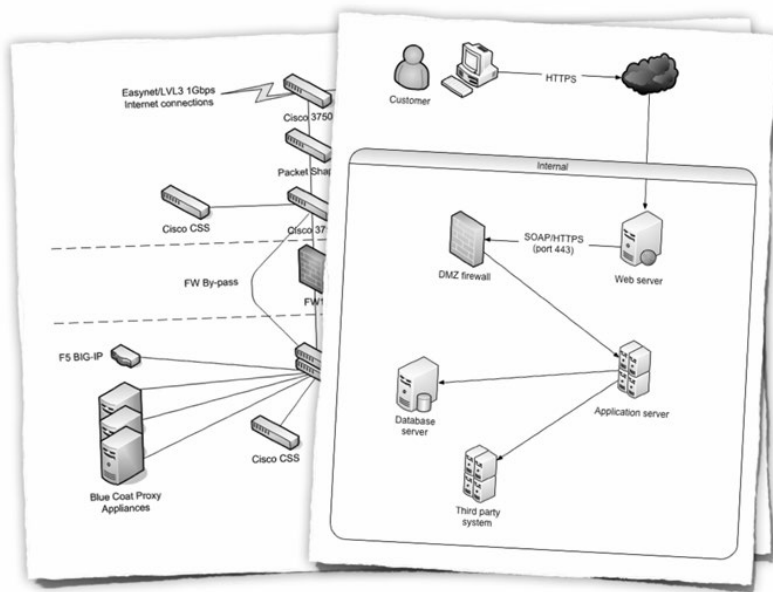 Easynet/LVL3 1Gbps
Internet connections
Cisco 3750
Packet Shap
Cisco CSS
Cisco 37
FW By-pass
FW1
F5 BIG-IP
Cisco CSS
Blue Coat Proxy
Appliances
Customer
HTTPS
Internal
SOAP/HTTPS
(port 443)
DMZ firewall
Web server
Database
server
Application server
Third party
system